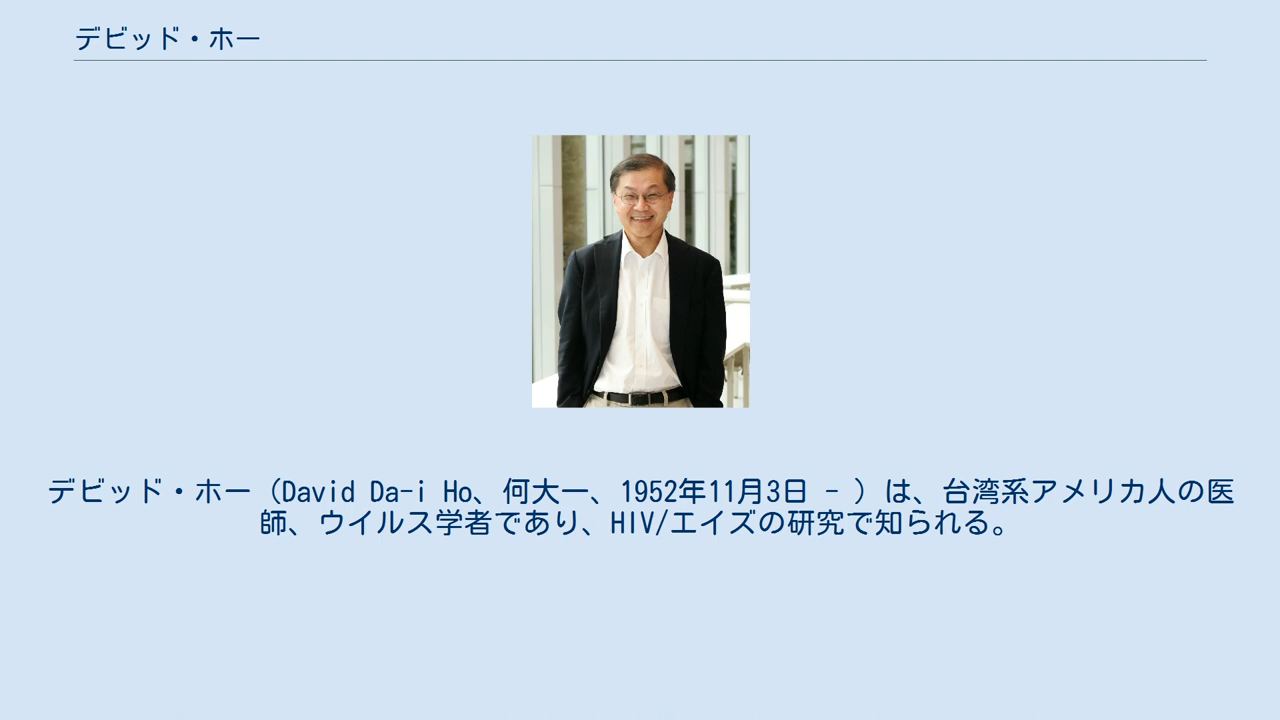 デビッド・ホー
デビッド・ホー（David Da-i Ho、何大一、1952年11月3日 - ）は、台湾系アメリカ人の医
師、ウイルス学者であり、HIV/エイズの研究で知られる。